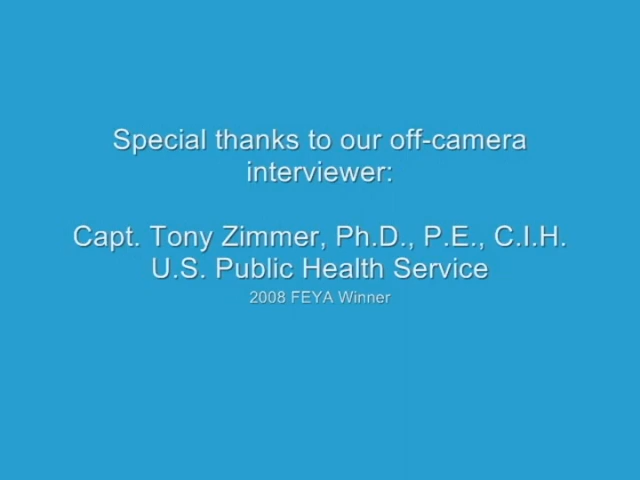 Special thanks to our off-camera
interviewer:
Capt. Tony Zimmer, Ph.D., P.E., C.I.H.
U.S. Public Health Service
2008 FEYA Winner